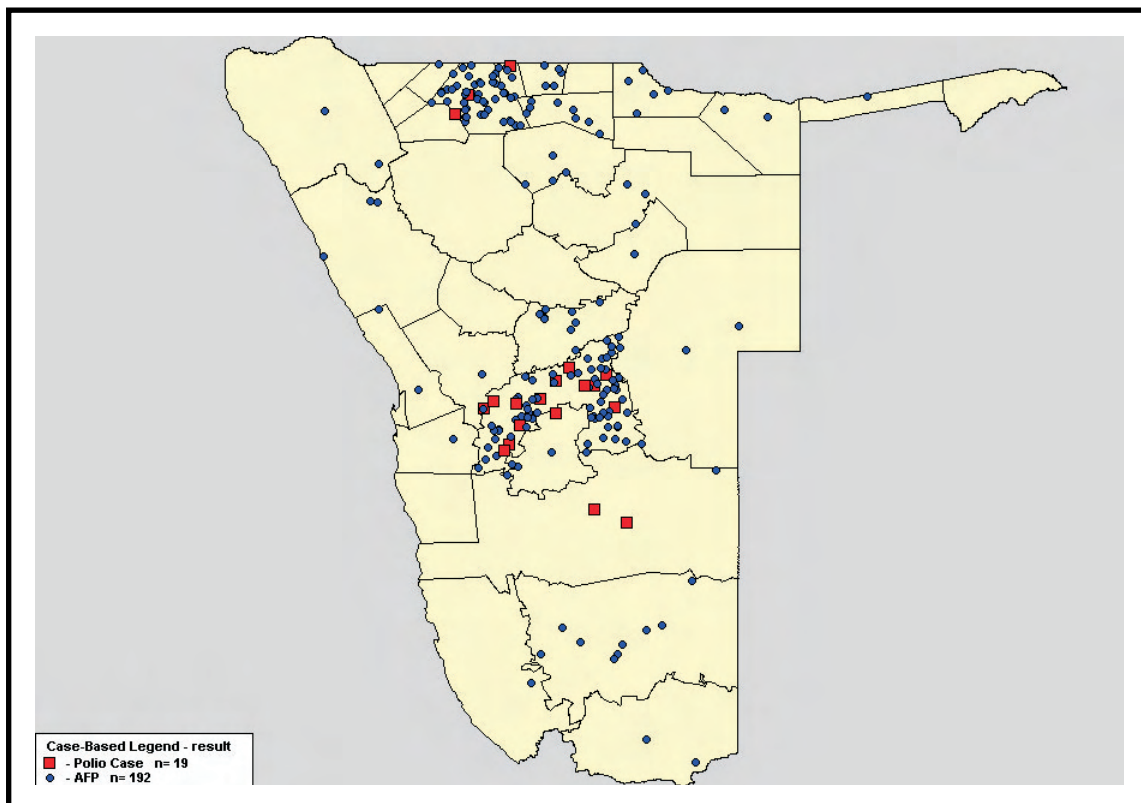 Case-Based Legend - result
- Polio Case n= 19
- AFP n= 192